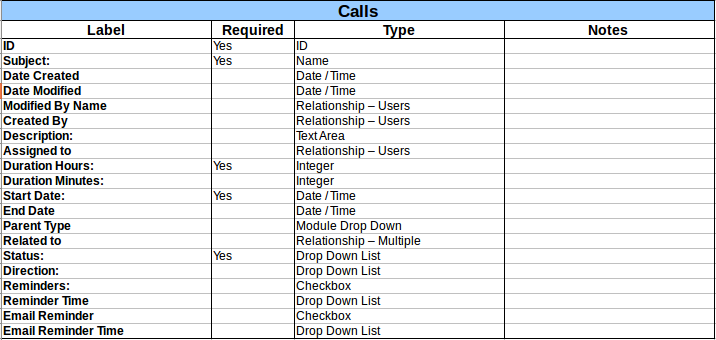 Calls
Label Required Type Notes
ID Yes ID
Subject: Yes Name
Date Created Date / Time
Date Modified Date / Time
Modified By Name Relationship – Users
Created By Relationship – Users
Description: Text Area
Assigned to Relationship – Users
Duration Hours: Yes Integer
Duration Minutes: Integer
Start Date: Yes Date / Time
End Date Date / Time
Parent Type Module Drop Down
Related to Relationship – Multiple
Status: Yes Drop Down List
Direction: Drop Down List
Reminders: Checkbox
Reminder Time Drop Down List
Email Reminder Checkbox
Email Reminder Time Drop Down List